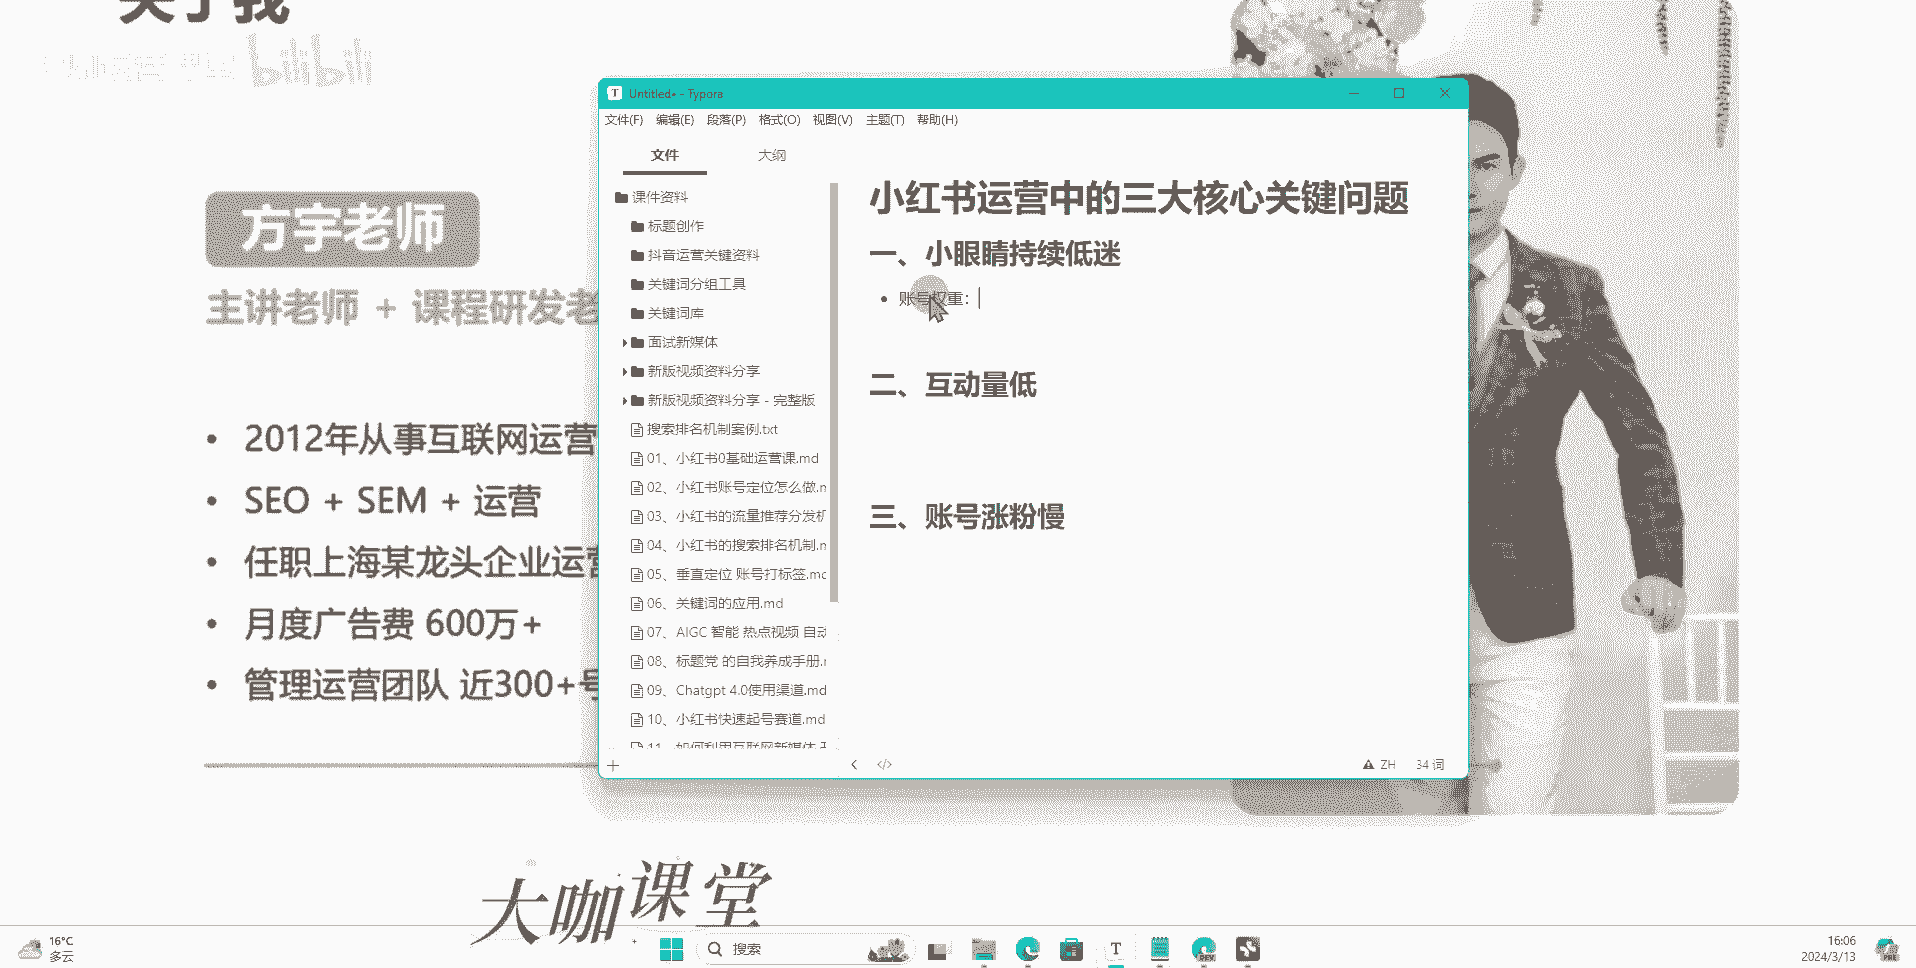 关于我
bilibili
方宇老师
主讲老师 + 课程研发老
• 2012年从事互联网运营
• SEO + SEM + 运营
• 任职上海某龙头企业运营
• 月度广告费 600万+
• 管理运营团队 近300+号
Untitled• - Typora
文件(F) 编辑(E) 段落(P) 格式(O) 视图(V) 主题(T) 帮助(H)
文件 大纲
课件资料
标题创作
抖音运营关键资料
关键词分组工具
关键词库
面试新媒体
新版视频资料分享
新版视频资料分享 - 完整版
搜索排名机制案例.txt
01、小红书0基础运营课.md
02、小红书账号定位怎么做.m
03、小红书的流量推荐分发机
04、小红书的搜索排名机制.m
05、垂直定位 账号打标签.md
06、关键词的应用.md
07、AIGC 智能 热点视频 自动
08、标题党 的自我养成手册.m
09、Chatgpt 4.0使用渠道.md
10、小红书快速起号赛道.md
11、如何利用互联网新媒体
小红书运营中的三大核心关键问题
一、小眼睛持续低迷
• 账号权重：
二、互动量低
三、账号涨粉慢
</> ZH 34 词
大咖课堂
16°C
多云
搜索
16:06
2024/3/13